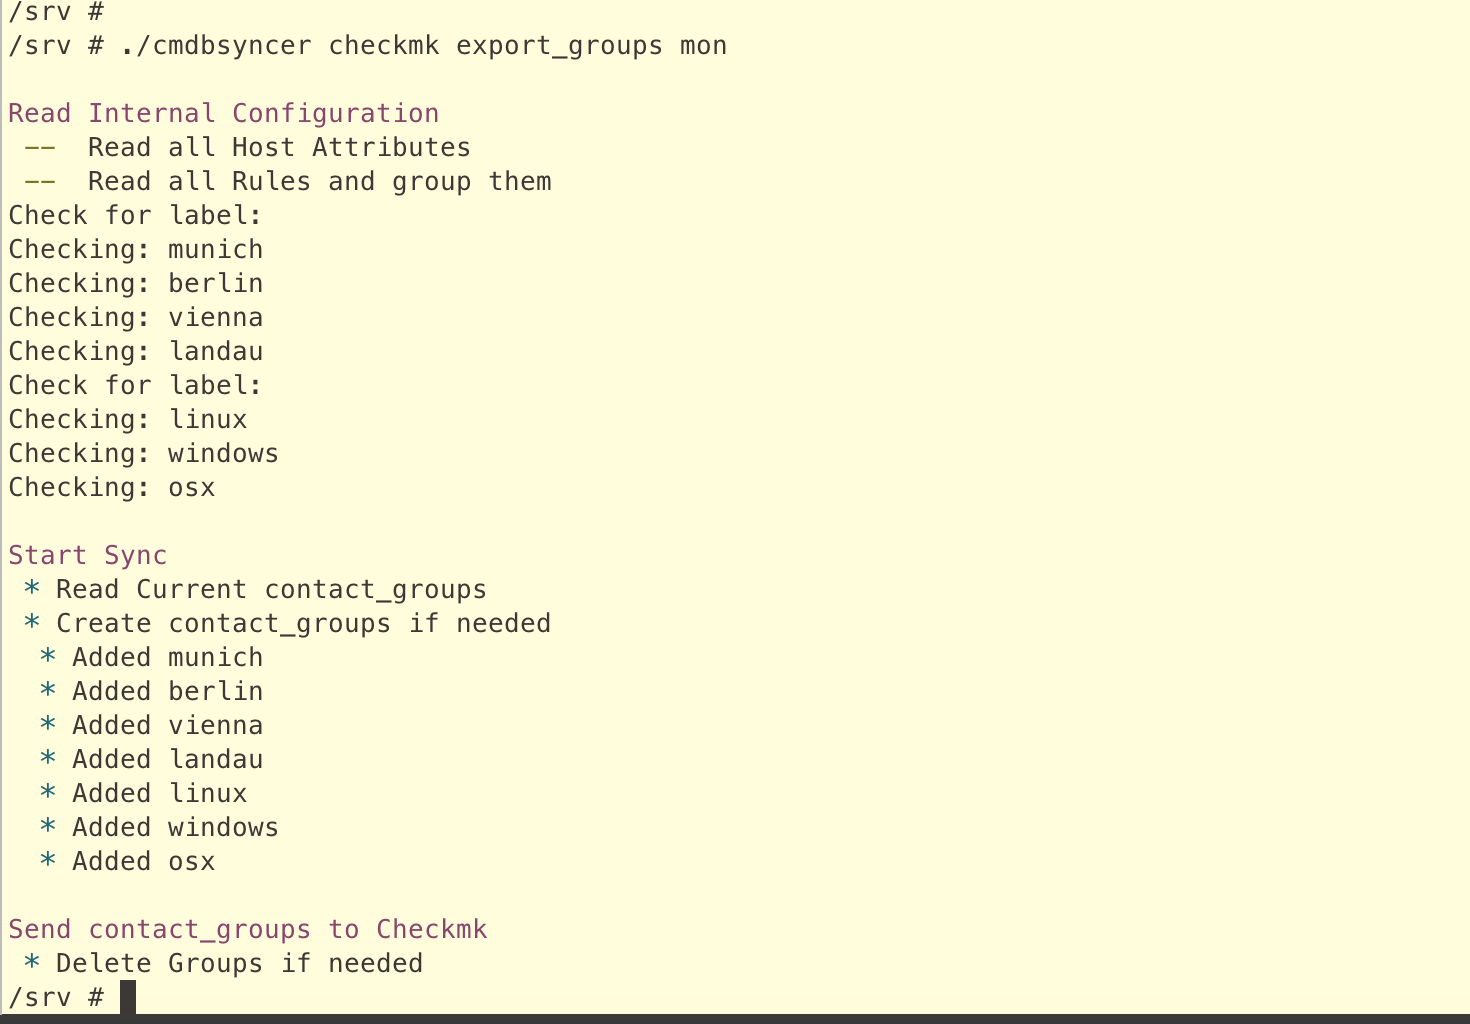 /srv #
/srv # ./cmdbsyncer checkmk export_groups mon
Read Internal Configuration
-- Read all Host Attributes
-- Read all Rules and group them
Check for label:
Checking: munich
Checking: berlin
Checking: vienna
Checking: landau
Check for label:
Checking: linux
Checking: windows
Checking: osx
Start Sync
* Read Current contact_groups
* Create contact_groups if needed
* Added munich
* Added berlin
* Added vienna
* Added landau
* Added linux
* Added windows
* Added osx
Send contact_groups to Checkmk
* Delete Groups if needed
/srv #